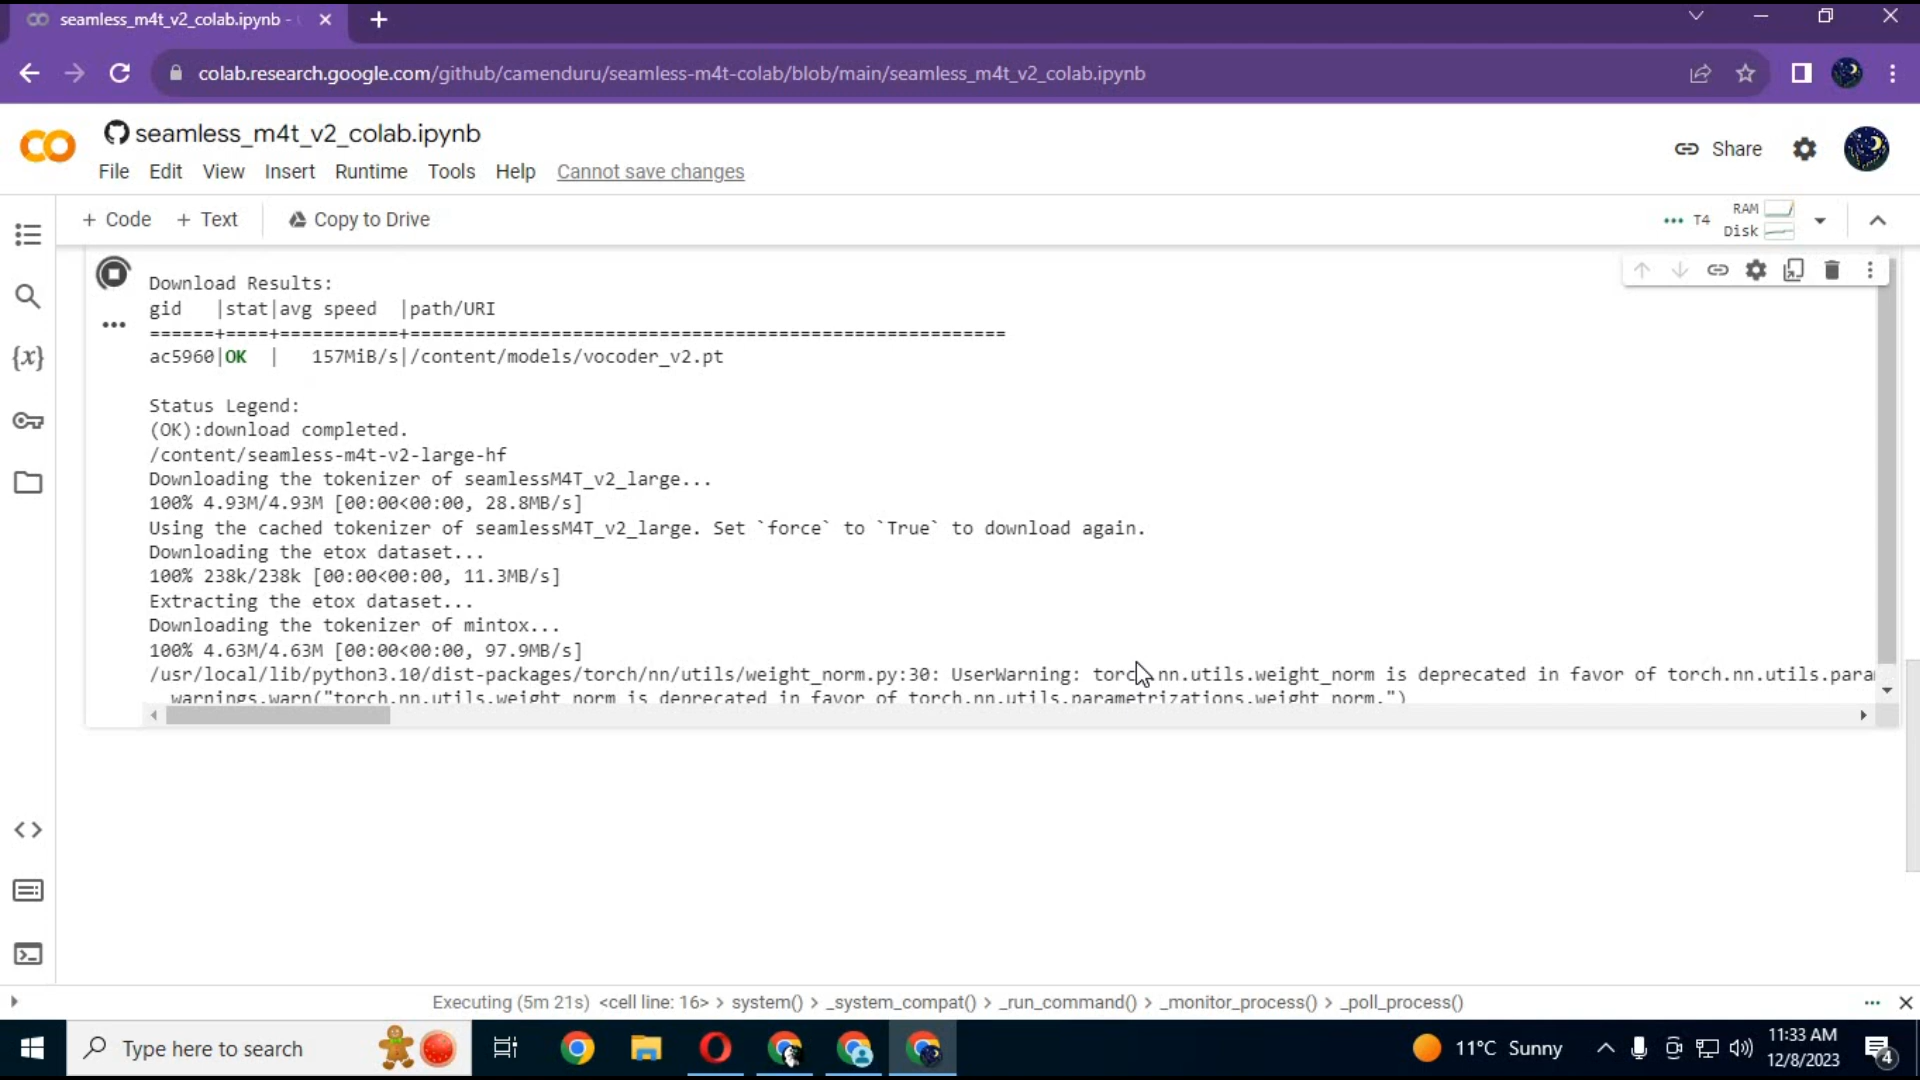 seamless_m4t_v2_colab.ipynb -
colab.research.google.com/github/camenduru/seamless-m4t-colab/blob/main/seamless_m4t_v2_colab.ipynb
seamless_m4t_v2_colab.ipynb
Share
File Edit View Insert Runtime Tools Help Cannot save changes
+ Code + Text Copy to Drive
T4 RAM
Disk
Download Results:
gid   |stat|avg speed  |path/URI
======+====+===========+=======================================================
ac5960|OK  |   157MiB/s|/content/models/vocoder_v2.pt
Status Legend:
(OK):download completed.
/content/seamless-m4t-v2-large-hf
Downloading the tokenizer of seamlessM4T_v2_large...
100% 4.93M/4.93M [00:00<00:00, 28.8MB/s]
Using the cached tokenizer of seamlessM4T_v2_large. Set `force` to `True` to download again.
Downloading the etox dataset...
100% 238k/238k [00:00<00:00, 11.3MB/s]
Extracting the etox dataset...
Downloading the tokenizer of mintox...
100% 4.63M/4.63M [00:00<00:00, 97.9MB/s]
/usr/local/lib/python3.10/dist-packages/torch/nn/utils/weight_norm.py:30: UserWarning: torch.nn.utils.weight_norm is deprecated in favor of torch.nn.utils.para
warnings.warn("torch.nn.utils.weight_norm is deprecated in favor of torch.nn.utils.parametrizations.weight_norm.")
Executing (5m 21s) <cell line: 16> > system() > _system_compat() > _run_command() > _monitor_process() > _poll_process()
Type here to search
11°C Sunny
11:33 AM
12/8/2023
4